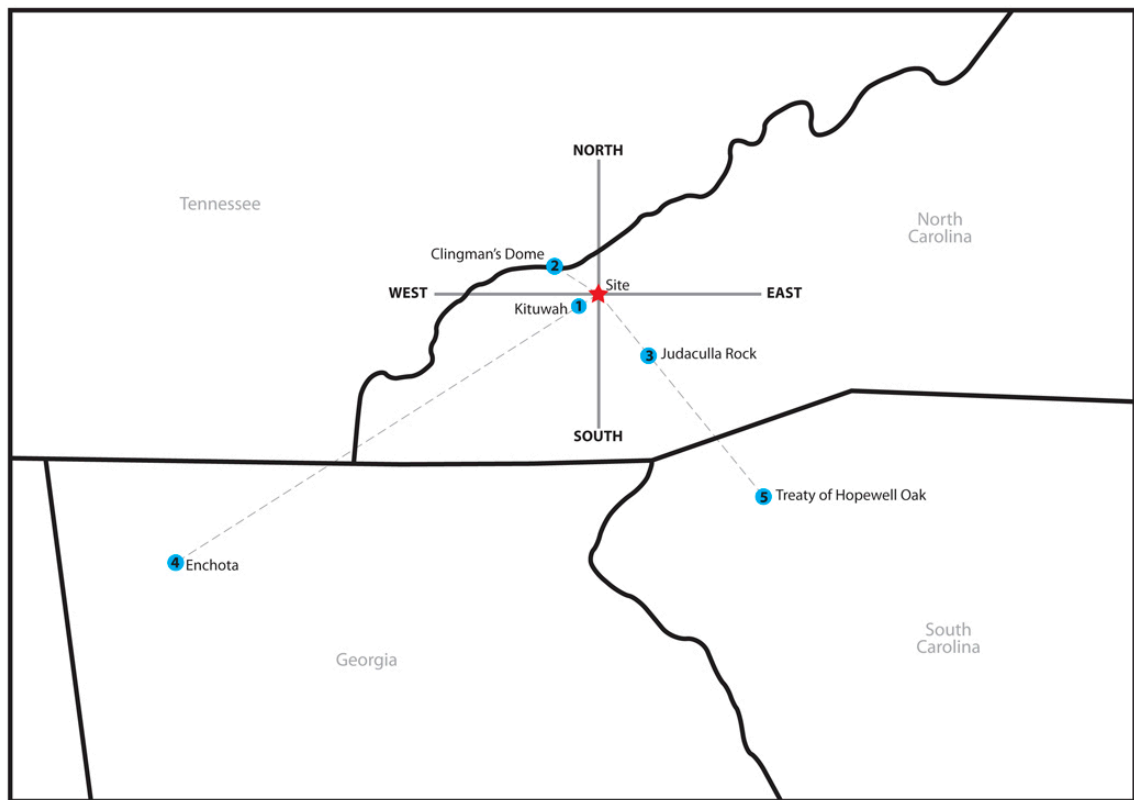 NORTH
Tennessee
North
Carolina
Clingman's Dome
2
Site
WEST
EAST
Kituwah
1
3
Judaculla Rock
SOUTH
5
Treaty of Hopewell Oak
4
Enchota
South
Carolina
Georgia